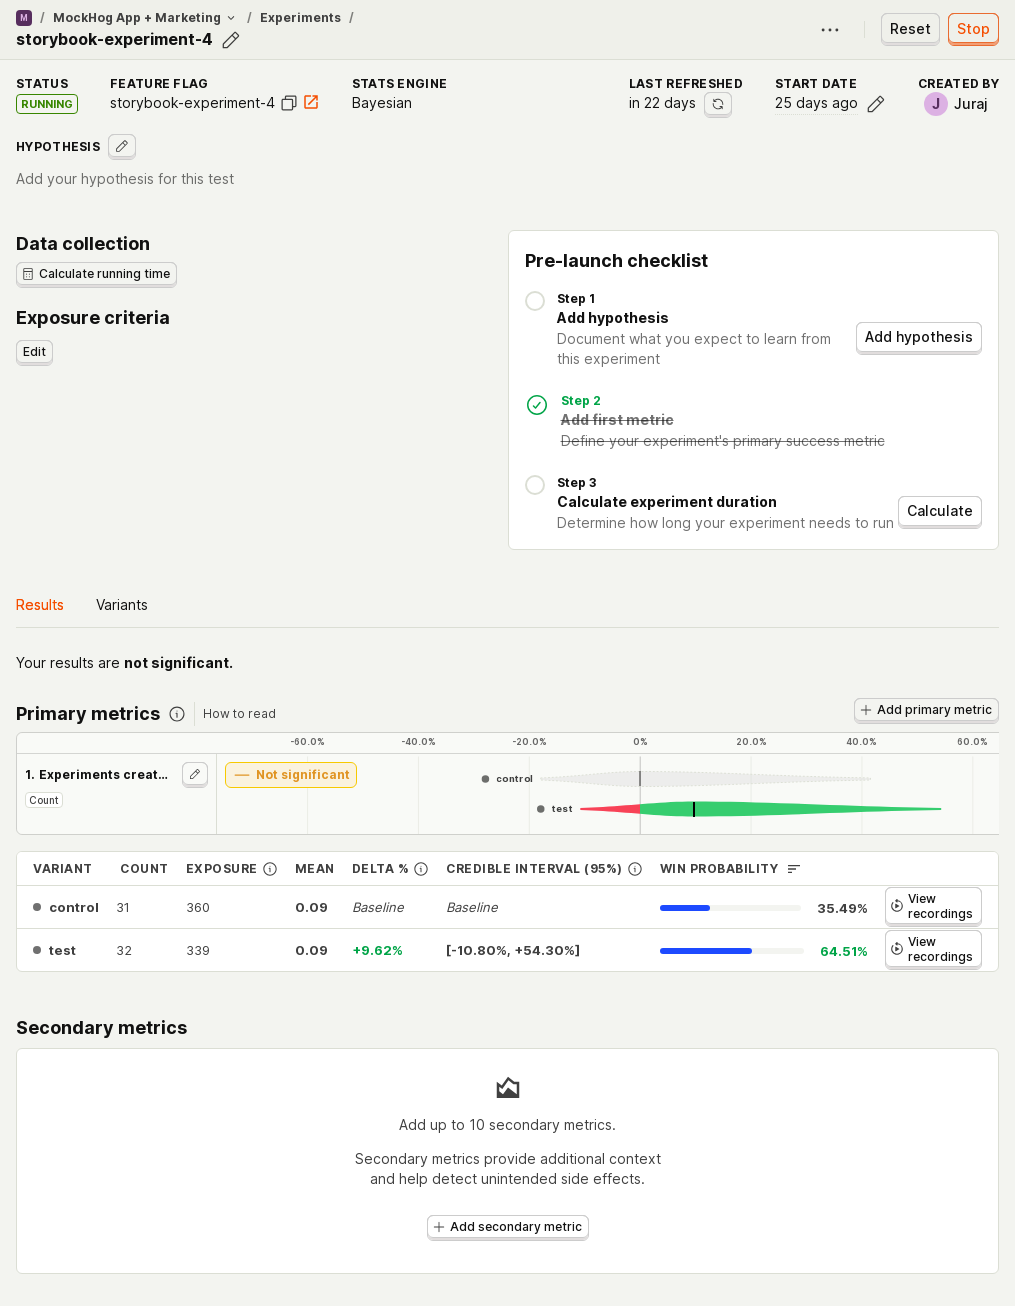 M / MockHog App + Marketing / Experiments /
storybook-experiment-4
Reset
Stop
STATUS
RUNNING
FEATURE FLAG
storybook-experiment-4
STATS ENGINE
Bayesian
LAST REFRESHED
in 22 days
START DATE
25 days ago
CREATED BY
J Juraj
HYPOTHESIS
Add your hypothesis for this test
Data collection
Calculate running time
Exposure criteria
Edit
Pre-launch checklist
Step 1
Add hypothesis
Document what you expect to learn from
this experiment
Add hypothesis
Step 2
Add first metric
Define your experiment's primary success metric
Step 3
Calculate experiment duration
Determine how long your experiment needs to run
Calculate
Results Variants
Your results are not significant.
Primary metrics How to read
Add primary metric
-60.0% -40.0% -20.0% 0% 20.0% 40.0% 60.0%
1. Experiments creat...
Count
— Not significant
control
test
VARIANT COUNT EXPOSURE MEAN DELTA % CREDIBLE INTERVAL (95%) WIN PROBABILITY
control 31 360 0.09 Baseline Baseline 35.49% View
recordings
test 32 339 0.09 +9.62% [-10.80%, +54.30%] 64.51% View
recordings
Secondary metrics
Add up to 10 secondary metrics.
Secondary metrics provide additional context
and help detect unintended side effects.
Add secondary metric